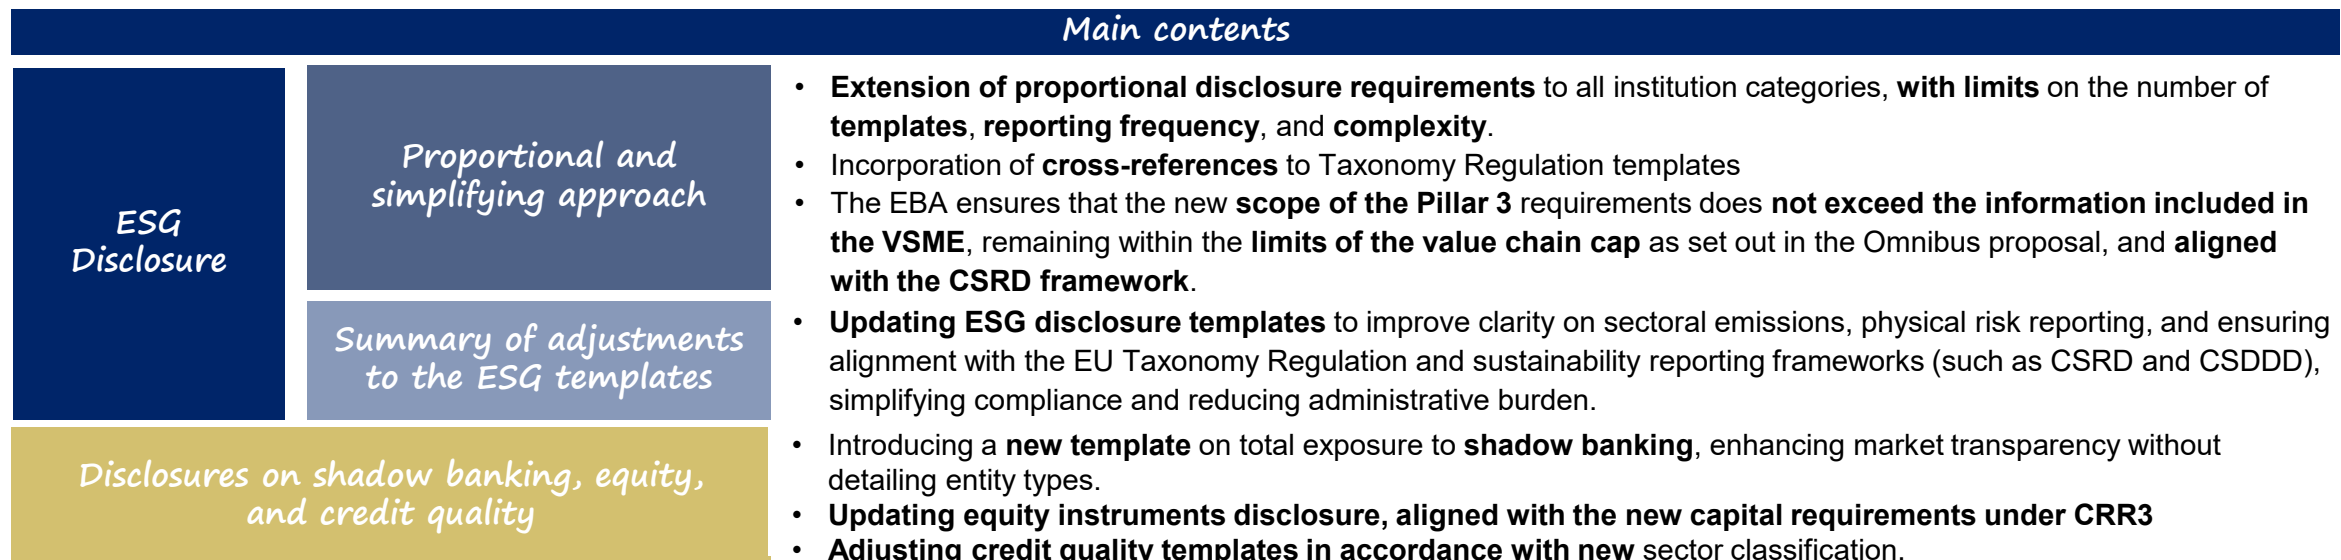 Main contents
ESG
Disclosure
Proportional and
simplifying approach
• Extension of proportional disclosure requirements to all institution categories, with limits on the number of
templates, reporting frequency, and complexity.
• Incorporation of cross-references to Taxonomy Regulation templates
• The EBA ensures that the new scope of the Pillar 3 requirements does not exceed the information included in
the VSME, remaining within the limits of the value chain cap as set out in the Omnibus proposal, and aligned
with the CSRD framework.
Summary of adjustments
to the ESG templates
• Updating ESG disclosure templates to improve clarity on sectoral emissions, physical risk reporting, and ensuring
alignment with the EU Taxonomy Regulation and sustainability reporting frameworks (such as CSRD and CSDDD),
simplifying compliance and reducing administrative burden.
Disclosures on shadow banking, equity,
and credit quality
• Introducing a new template on total exposure to shadow banking, enhancing market transparency without
detailing entity types.
• Updating equity instruments disclosure, aligned with the new capital requirements under CRR3
• Adjusting credit quality templates in accordance with new sector classification.